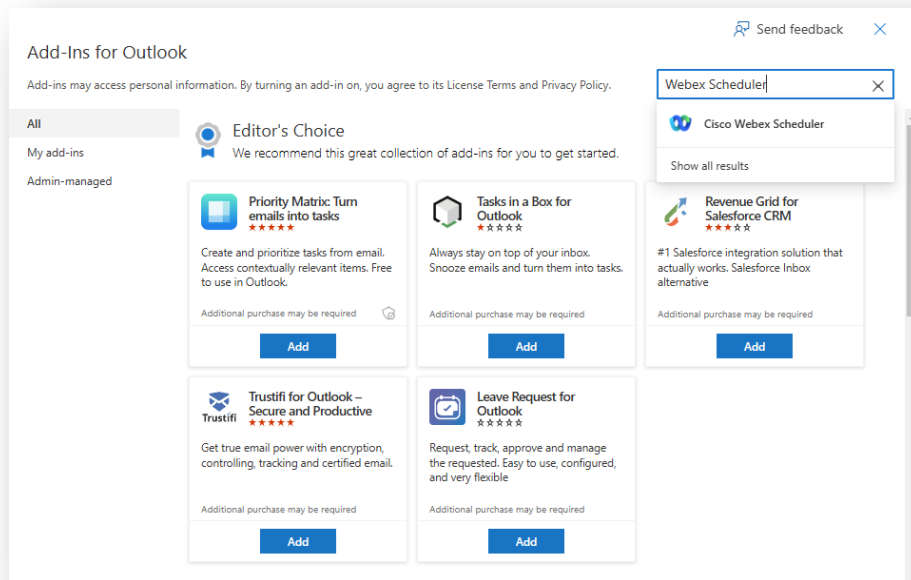 Send feedback
Add-Ins for Outlook
Add-ins may access personal information. By turning an add-in on, you agree to its License Terms and Privacy Policy.
Webex Scheduler
Cisco Webex Scheduler
Show all results
All
My add-ins
Admin-managed
Editor's Choice
We recommend this great collection of add-ins for you to get started.
Priority Matrix: Turn
emails into tasks
Create and prioritize tasks from email.
Access contextually relevant items. Free
to use in Outlook.
Additional purchase may be required
Add
Tasks in a Box for
Outlook
Always stay on top of your inbox.
Snooze emails and turn them into tasks.
Additional purchase may be required
Add
Revenue Grid for
Salesforce CRM
#1 Salesforce integration solution that
actually works. Salesforce Inbox
alternative
Additional purchase may be required
Add
Trustifi
Trustifi for Outlook –
Secure and Productive
Get true email power with encryption,
controlling, tracking and certified email.
Additional purchase may be required
Add
Leave Request for
Outlook
Request, track, approve and manage
the requested. Easy to use, configured,
and very flexible
Additional purchase may be required
Add